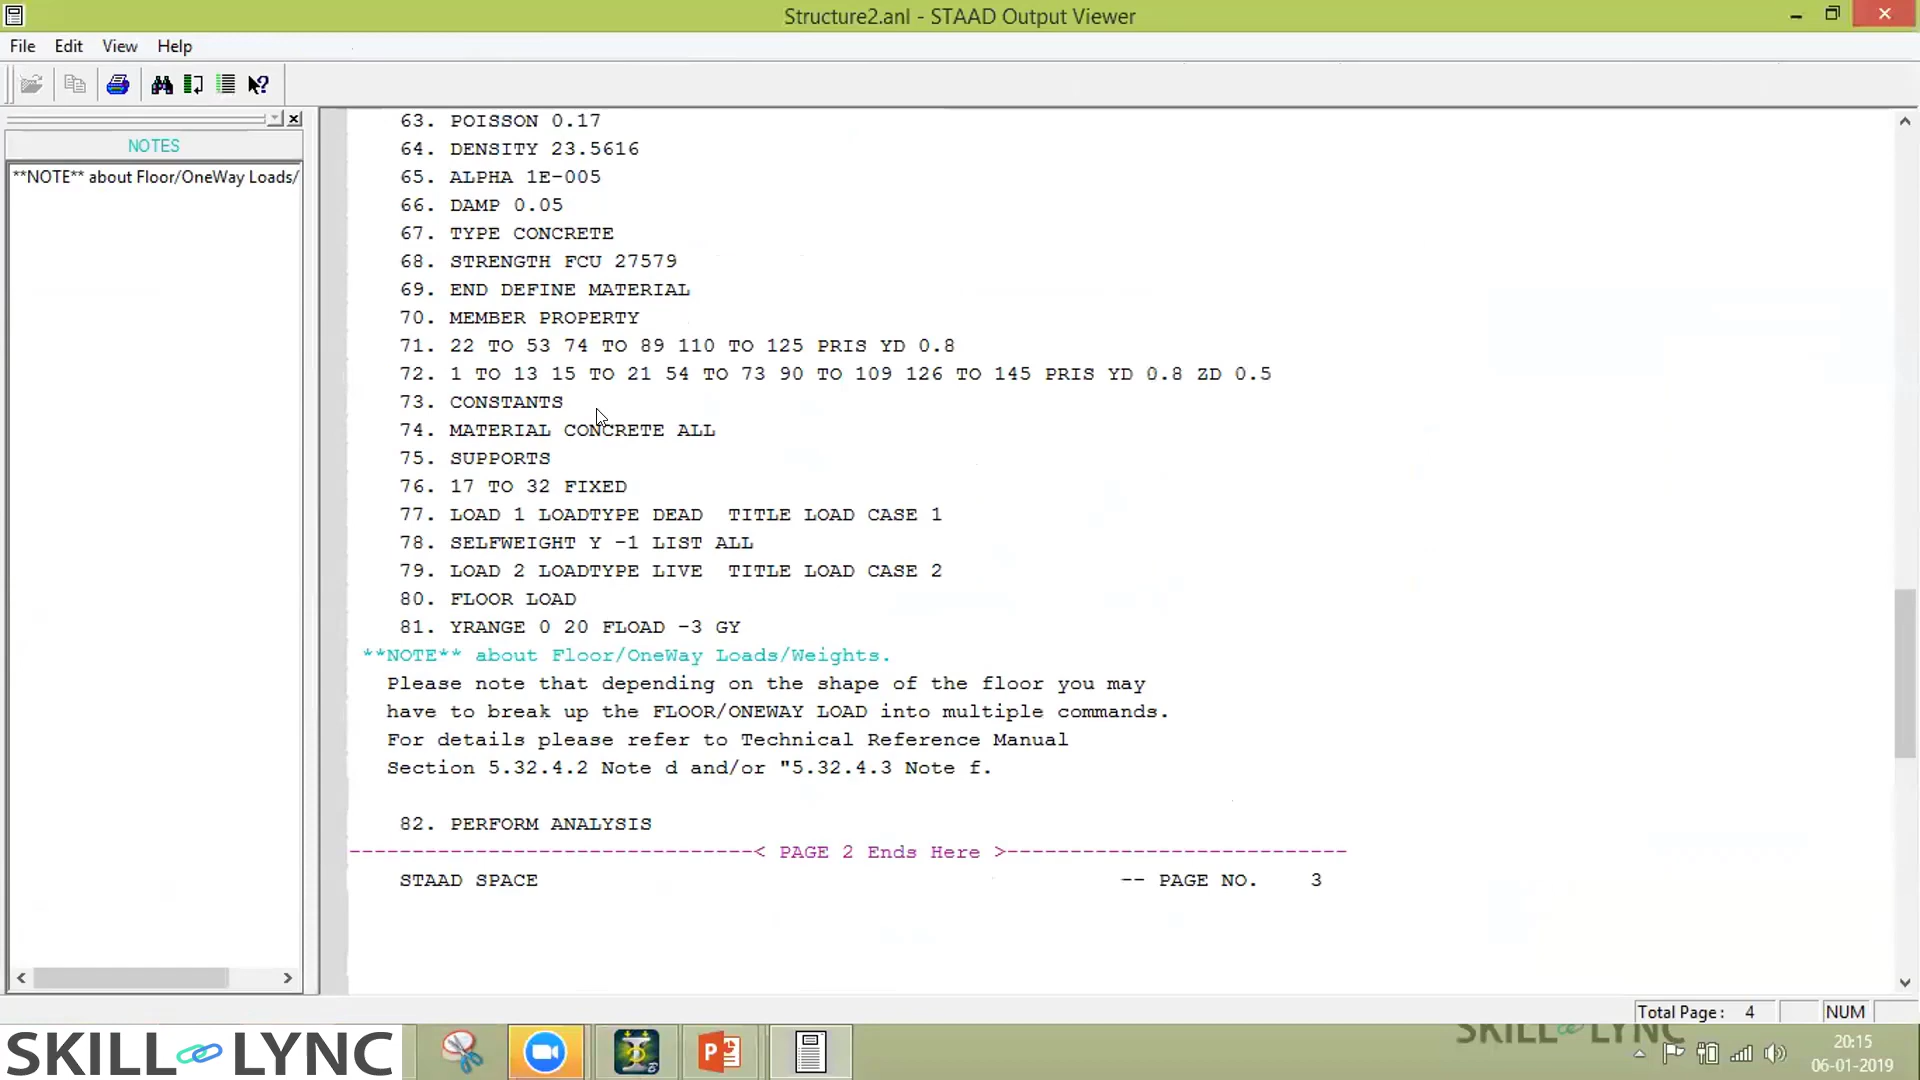 Structure2.anl - STAAD Output Viewer
File Edit View Help
NOTES
**NOTE** about Floor/OneWay Loads/
63. POISSON 0.17
64. DENSITY 23.5616
65. ALPHA 1E-005
66. DAMP 0.05
67. TYPE CONCRETE
68. STRENGTH FCU 27579
69. END DEFINE MATERIAL
70. MEMBER PROPERTY
71. 22 TO 53 74 TO 89 110 TO 125 PRIS YD 0.8
72. 1 TO 13 15 TO 21 54 TO 73 90 TO 109 126 TO 145 PRIS YD 0.8 ZD 0.5
73. CONSTANTS
74. MATERIAL CONCRETE ALL
75. SUPPORTS
76. 17 TO 32 FIXED
77. LOAD 1 LOADTYPE DEAD  TITLE LOAD CASE 1
78. SELFWEIGHT Y -1 LIST ALL
79. LOAD 2 LOADTYPE LIVE  TITLE LOAD CASE 2
80. FLOOR LOAD
81. YRANGE 0 20 FLOAD -3 GY
**NOTE** about Floor/OneWay Loads/Weights.
Please note that depending on the shape of the floor you may
have to break up the FLOOR/ONEWAY LOAD into multiple commands.
For details please refer to Technical Reference Manual
Section 5.32.4.2 Note d and/or "5.32.4.3 Note f.
82. PERFORM ANALYSIS
------------------------------< PAGE 2 Ends Here >---------------------------
STAAD SPACE -- PAGE NO. 3
Total Page: 4 NUM
SKILL LYNC
SKILL LYNC
20:15
06-01-2019